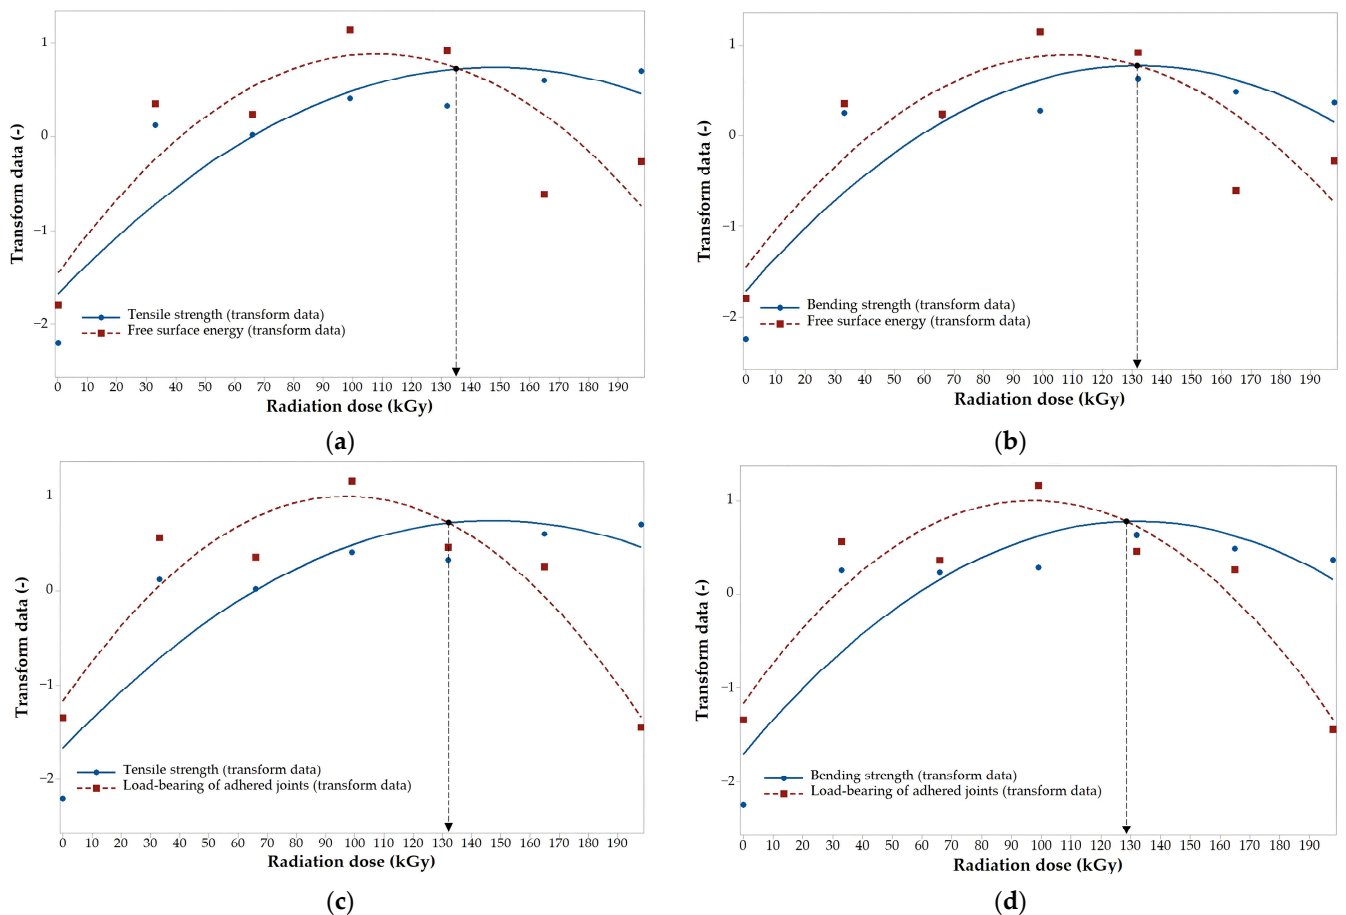 1
0
−1
−2
Transform data (-)
Tensile strength (transform data)
Free surface energy (transform data)
0 10 20 30 40 50 60 70 80 90 100 110 120 130 140 150 160 170 180 190
Radiation dose (kGy)
(a)
1
0
−1
−2
Transform data (-)
Bending strength (transform data)
Free surface energy (transform data)
0 10 20 30 40 50 60 70 80 90 100 110 120 130 140 150 160 170 180 190
Radiation dose (kGy)
(b)
1
0
−1
−2
Transform data (-)
Tensile strength (transform data)
Load-bearing of adhered joints (transform data)
0 10 20 30 40 50 60 70 80 90 100 110 120 130 140 150 160 170 180 190
Radiation dose (kGy)
(c)
1
0
−1
−2
Transform data (-)
Bending strength (transform data)
Load-bearing of adhered joints (transform data)
0 10 20 30 40 50 60 70 80 90 100 110 120 130 140 150 160 170 180 190
Radiation dose (kGy)
(d)